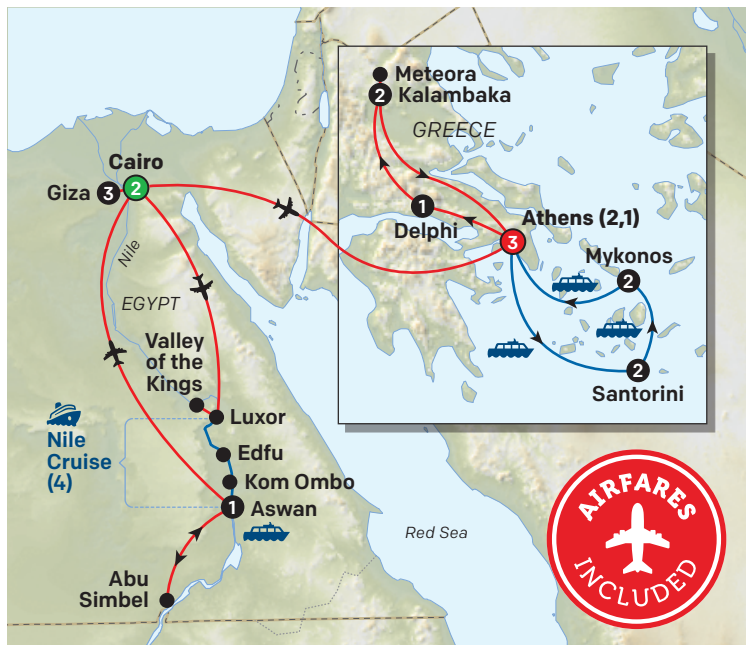 Meteora
2
Kalambaka
GREECE
1
Delphi
Athens (2,1)
3
Mykonos
2
2
Santorini
Cairo
Giza
3
2
Nile
EGYPT
Valley
of the
Kings
Luxor
Nile
Cruise
(4)
Edfu
Kom Ombo
1
Aswan
Abu
Simbel
Red Sea
AIRFARES
INCLUDED